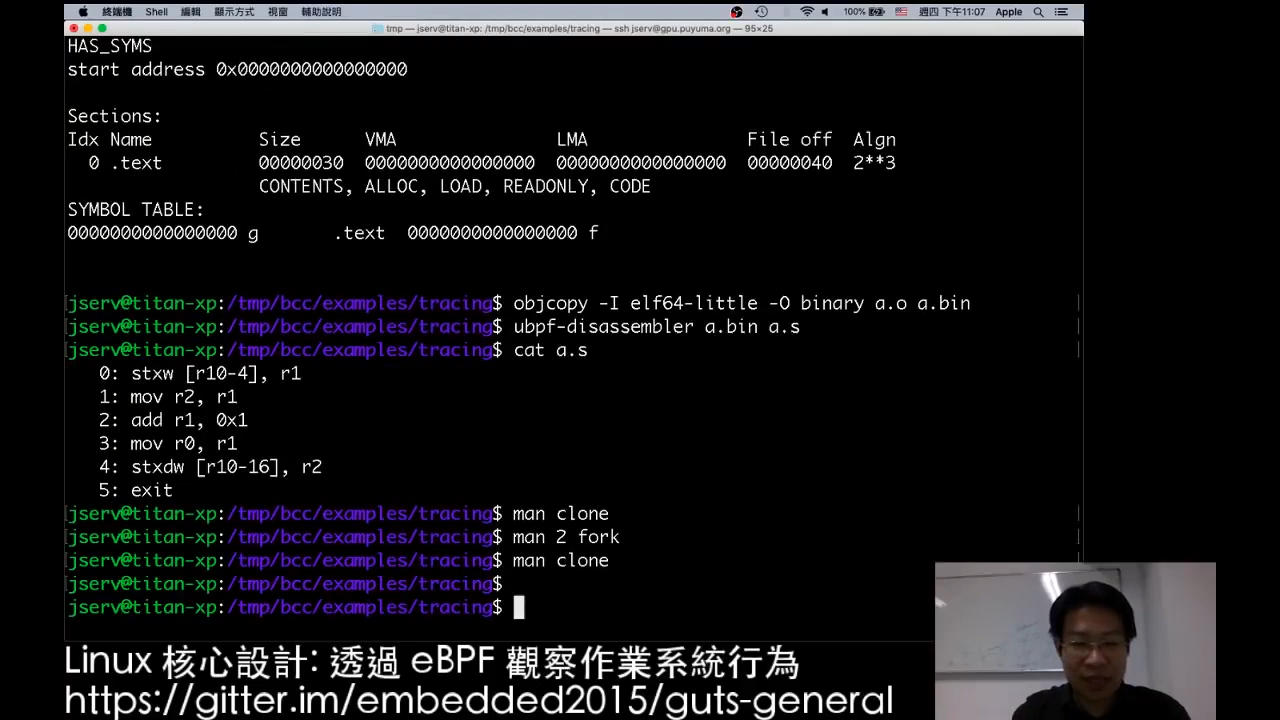 終端機 Shell 編輯 顯示方式 視窗 輔助說明 100% 週四 下午11:07 Apple
tmp — jserv@titan-xp: /tmp/bcc/examples/tracing — ssh jserv@gpu.puyuma.org — 95×25
HAS_SYMS
start address 0x0000000000000000
Sections:
Idx Name Size VMA LMA File off Algn
0 .text 00000030 0000000000000000 0000000000000000 00000040 2**3
CONTENTS, ALLOC, LOAD, READONLY, CODE
SYMBOL TABLE:
0000000000000000 g .text 0000000000000000 f
jserv@titan-xp:/tmp/bcc/examples/tracing$ objcopy -I elf64-little -O binary a.o a.bin
jserv@titan-xp:/tmp/bcc/examples/tracing$ ubpf-disassembler a.bin a.s
jserv@titan-xp:/tmp/bcc/examples/tracing$ cat a.s
0: stxw [r10-4], r1
1: mov r2, r1
2: add r1, 0x1
3: mov r0, r1
4: stxdw [r10-16], r2
5: exit
jserv@titan-xp:/tmp/bcc/examples/tracing$ man clone
jserv@titan-xp:/tmp/bcc/examples/tracing$ man 2 fork
jserv@titan-xp:/tmp/bcc/examples/tracing$ man clone
jserv@titan-xp:/tmp/bcc/examples/tracing$
jserv@titan-xp:/tmp/bcc/examples/tracing$
Linux 核心設計: 透過 eBPF 觀察作業系統行為
https://gitter.im/embedded2015/guts-general